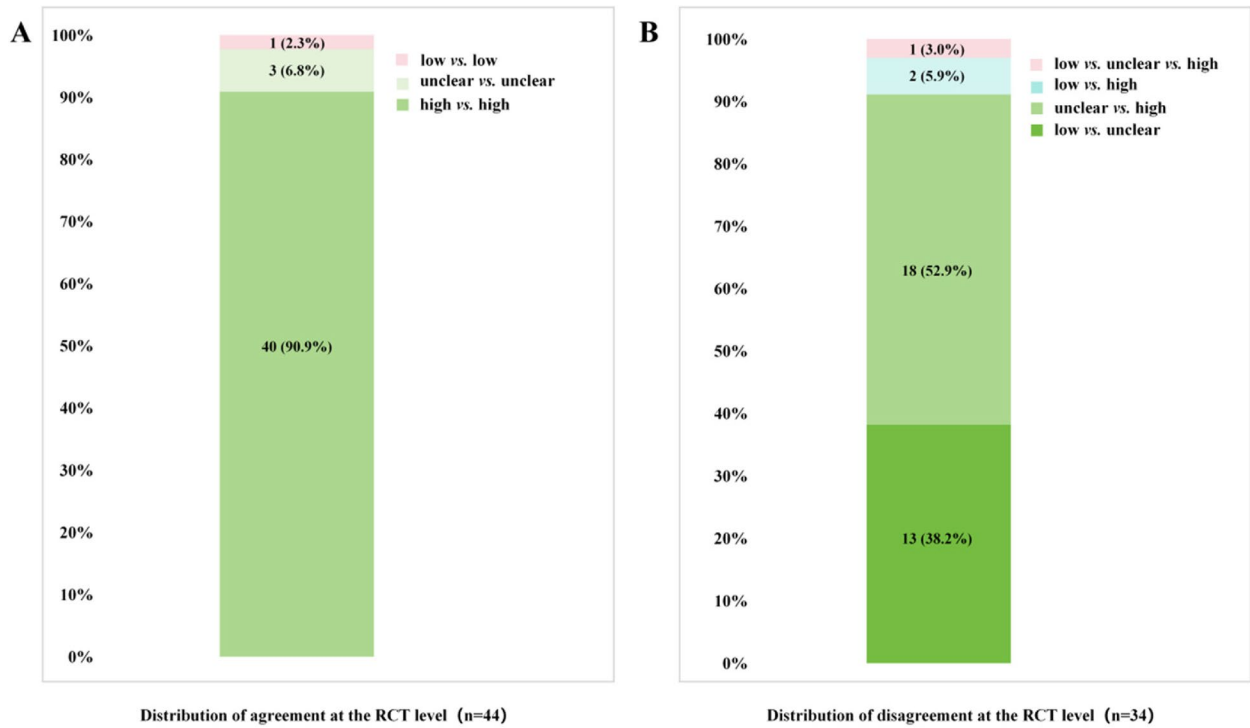 A
100%
90%
80%
70%
60%
50%
40%
30%
20%
10%
0%
1 (2.3%)
3 (6.8%)
40 (90.9%)
low vs. low
unclear vs. unclear
high vs. high
Distribution of agreement at the RCT level（n=44）
B
100%
90%
80%
70%
60%
50%
40%
30%
20%
10%
0%
1 (3.0%)
2 (5.9%)
18 (52.9%)
13 (38.2%)
low vs. unclear vs. high
low vs. high
unclear vs. high
low vs. unclear
Distribution of disagreement at the RCT level（n=34）